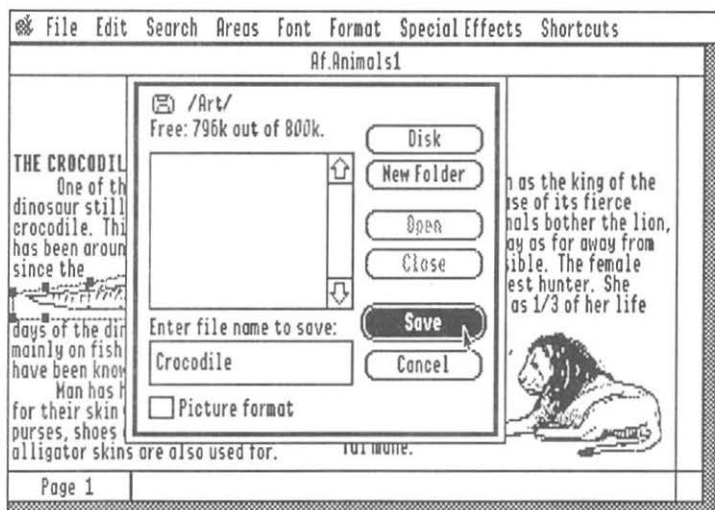 File Edit Search Areas Font Format Special Effects Shortcuts
Af.Animals1
/Art/
Free: 796k out of 800k.
Disk
New Folder
Open
Close
Enter file name to save:
Save
Crocodile
Cancel
Picture format
THE CROCODIL
One of th
dinosaur still
crocodile. Thi
has been aroun
since the
days of the din
mainly on fish
have been know
Man has h
for their skin
purses, shoes
alligator skins are also used for.
as the king of the
use of its fierce
mals bother the lion,
ay as far away from
sible. The female
est hunter. She
as 1/3 of her life
mane.
Page 1